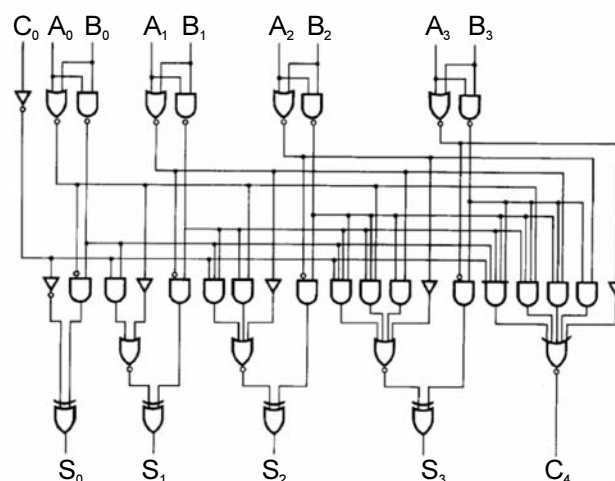 C₀ A₀ B₀ A₁ B₁ A₂ B₂ A₃ B₃
S₀ S₁ S₂ S₃ C₄